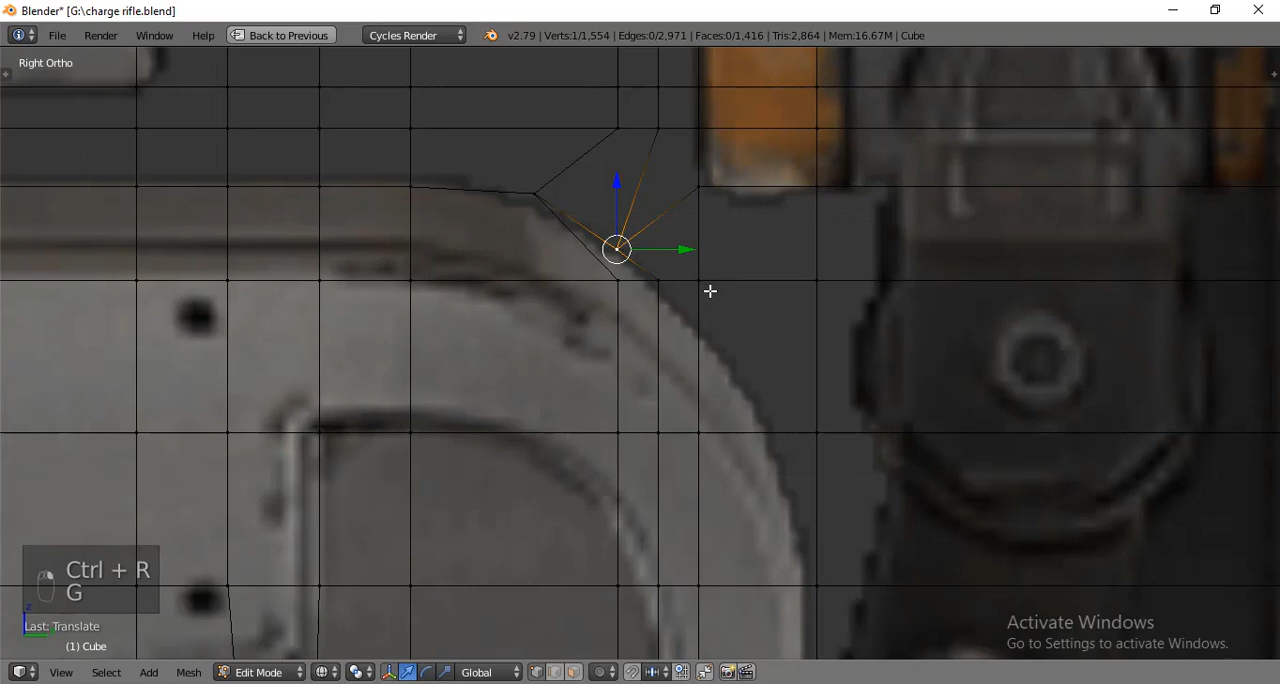 Blender* [G:\charge rifle.blend]
File Render Window Help Back to Previous Cycles Render v2.79 | Verts:1/1,554 | Edges:0/2,971 | Faces:0/1,416 | Tris:2,864 | Mem:16.67M | Cube
Right Ortho
Ctrl + R
G
z
Last: Translate
(1) Cube
Activate Windows
Go to Settings to activate Windows.
View Select Add Mesh Edit Mode Global